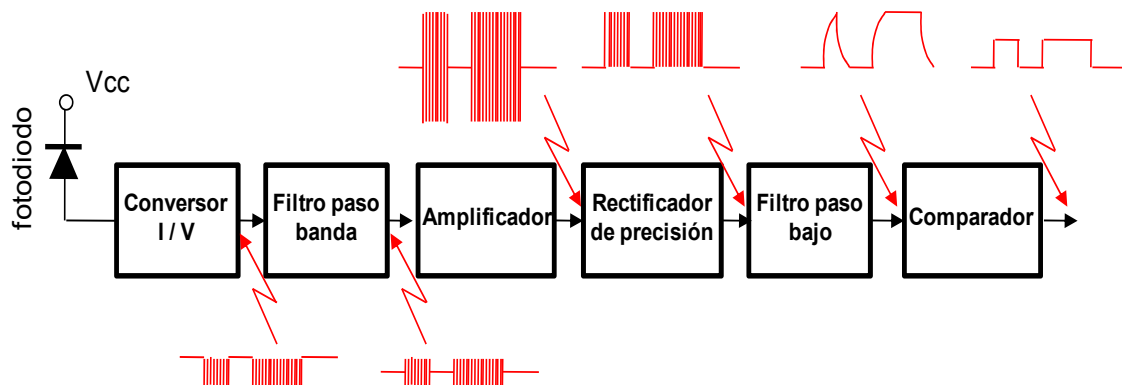 Vcc
fotodiodo
Conversor
I / V
Filtro paso
banda
Amplificador
Rectificador
de precisión
Filtro paso
bajo
Comparador